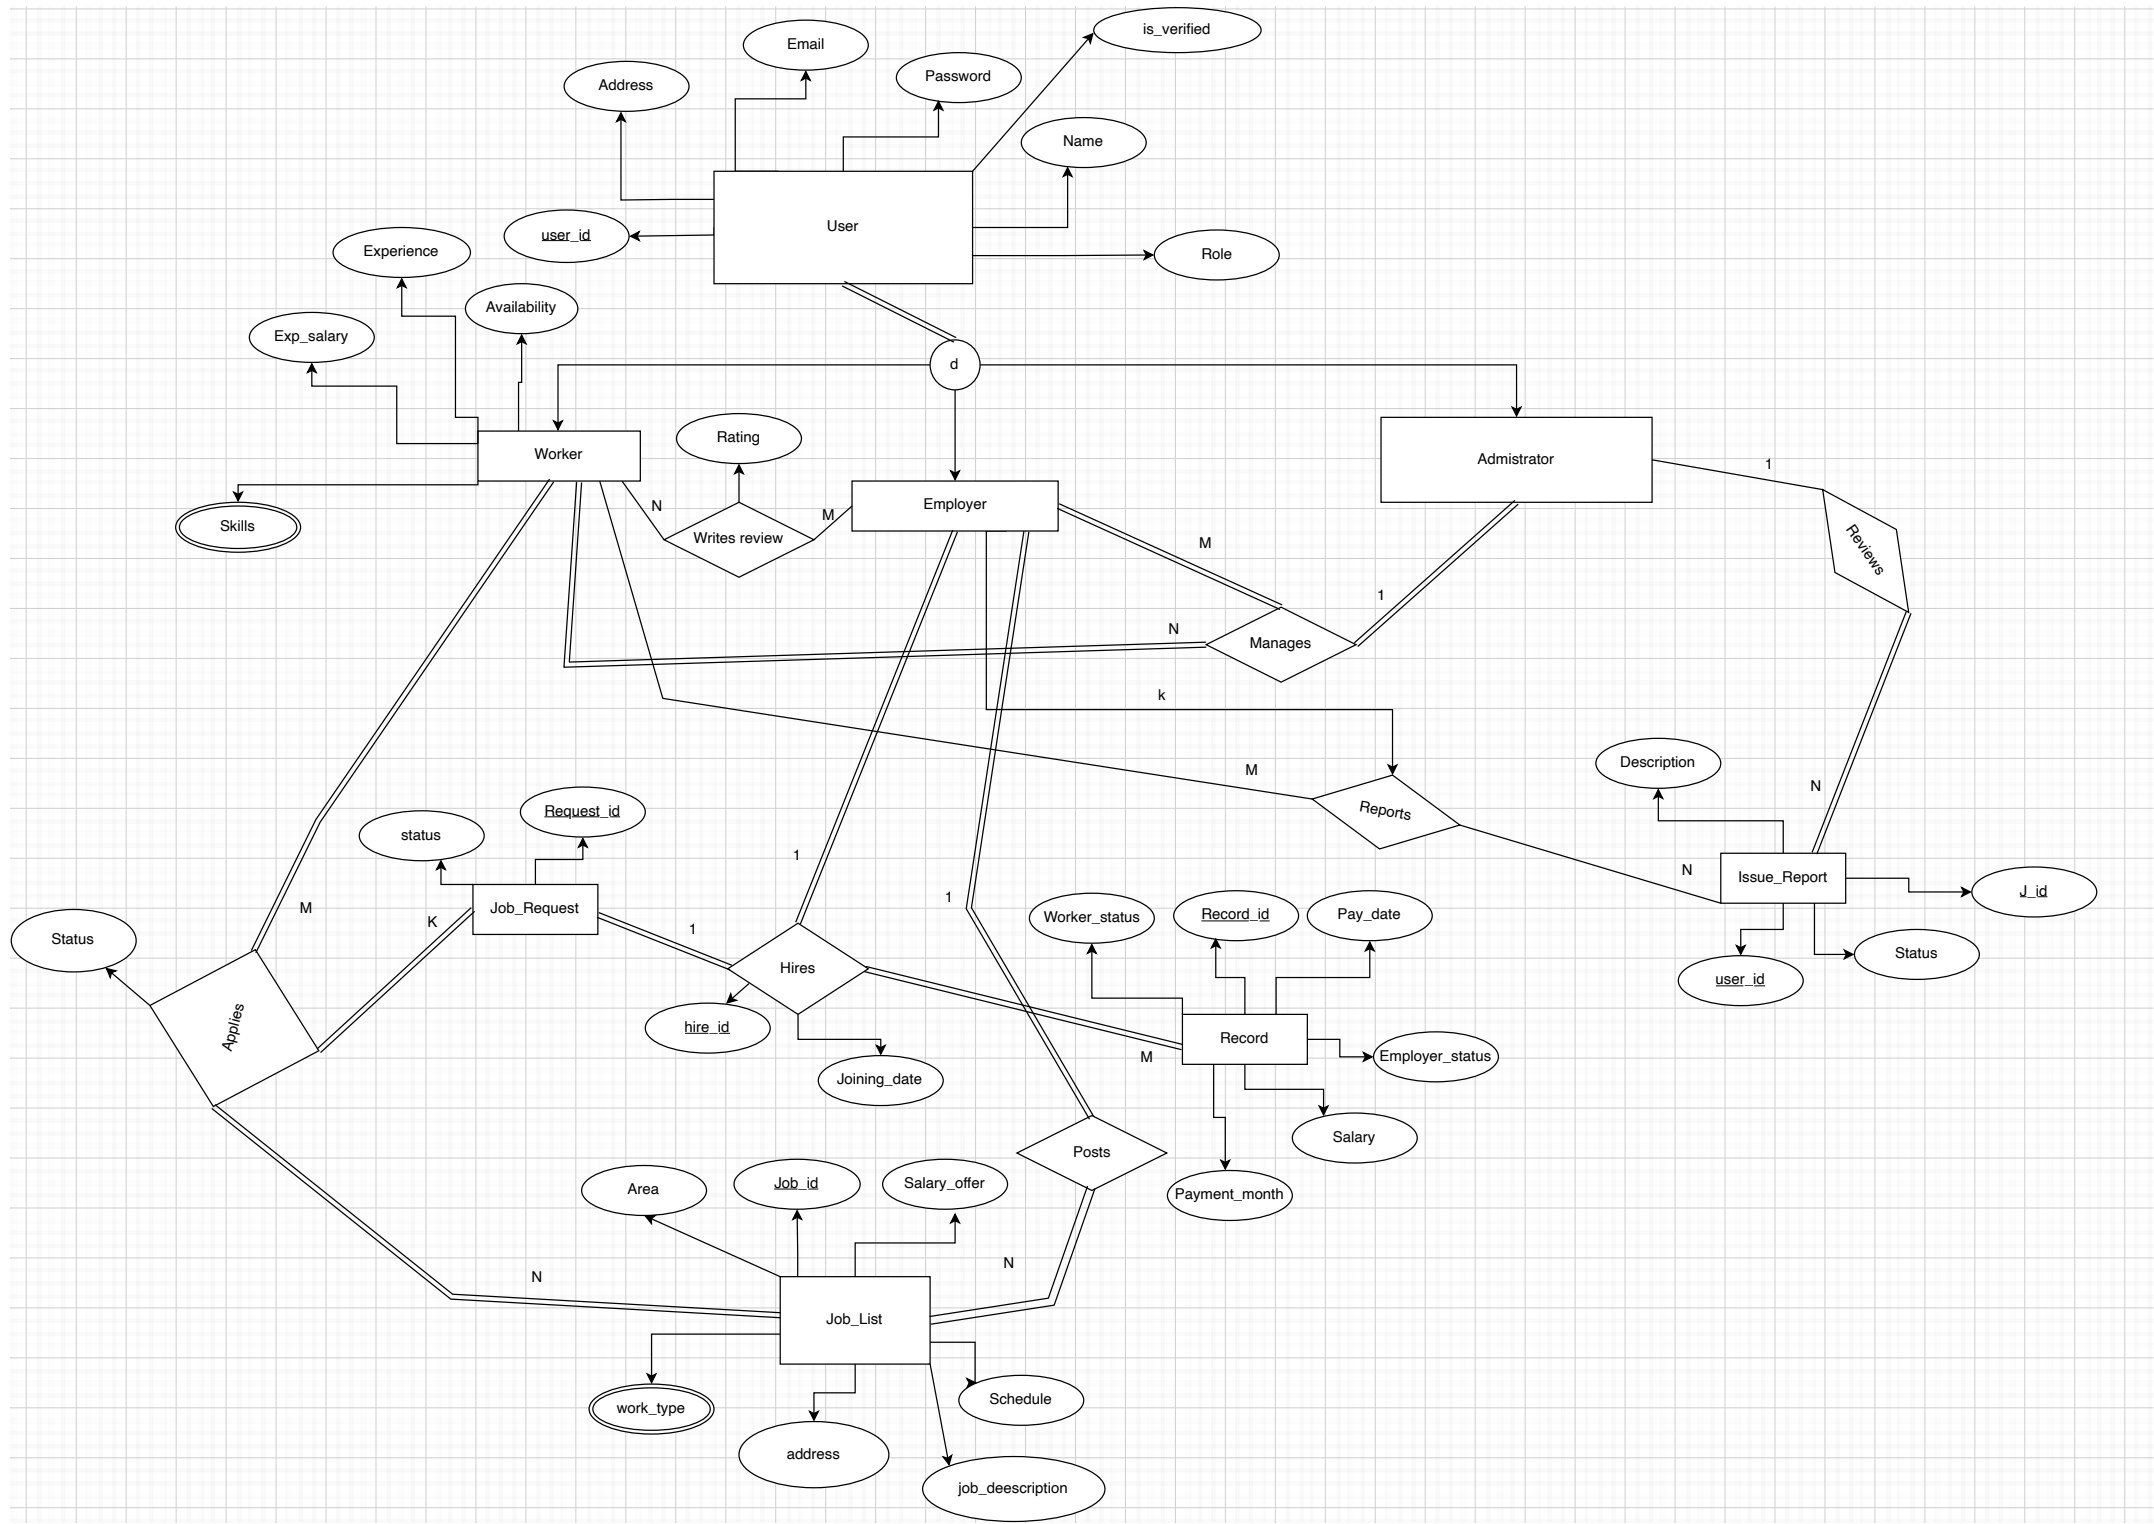 is_verified
Email
Password
Address
Name
User
user_id
Role
Experience
Availability
Exp_salary
d
Rating
Worker
Admistrator
1
N
M
Employer
Skills
Writes review
M
Reviews
1
N
Manages
k
M
Description
N
Reports
Request_id
status
1
N
Issue_Report
J_id
1
M
K
Job_Request
1
Worker_status
Record_id
Pay_date
Status
Status
Hires
user_id
Applies
hire_id
Record
M
Employer_status
Joining_date
Salary
Posts
Area
Job_id
Salary_offer
Payment_month
N
N
Job_List
work_type
Schedule
address
job_deescription